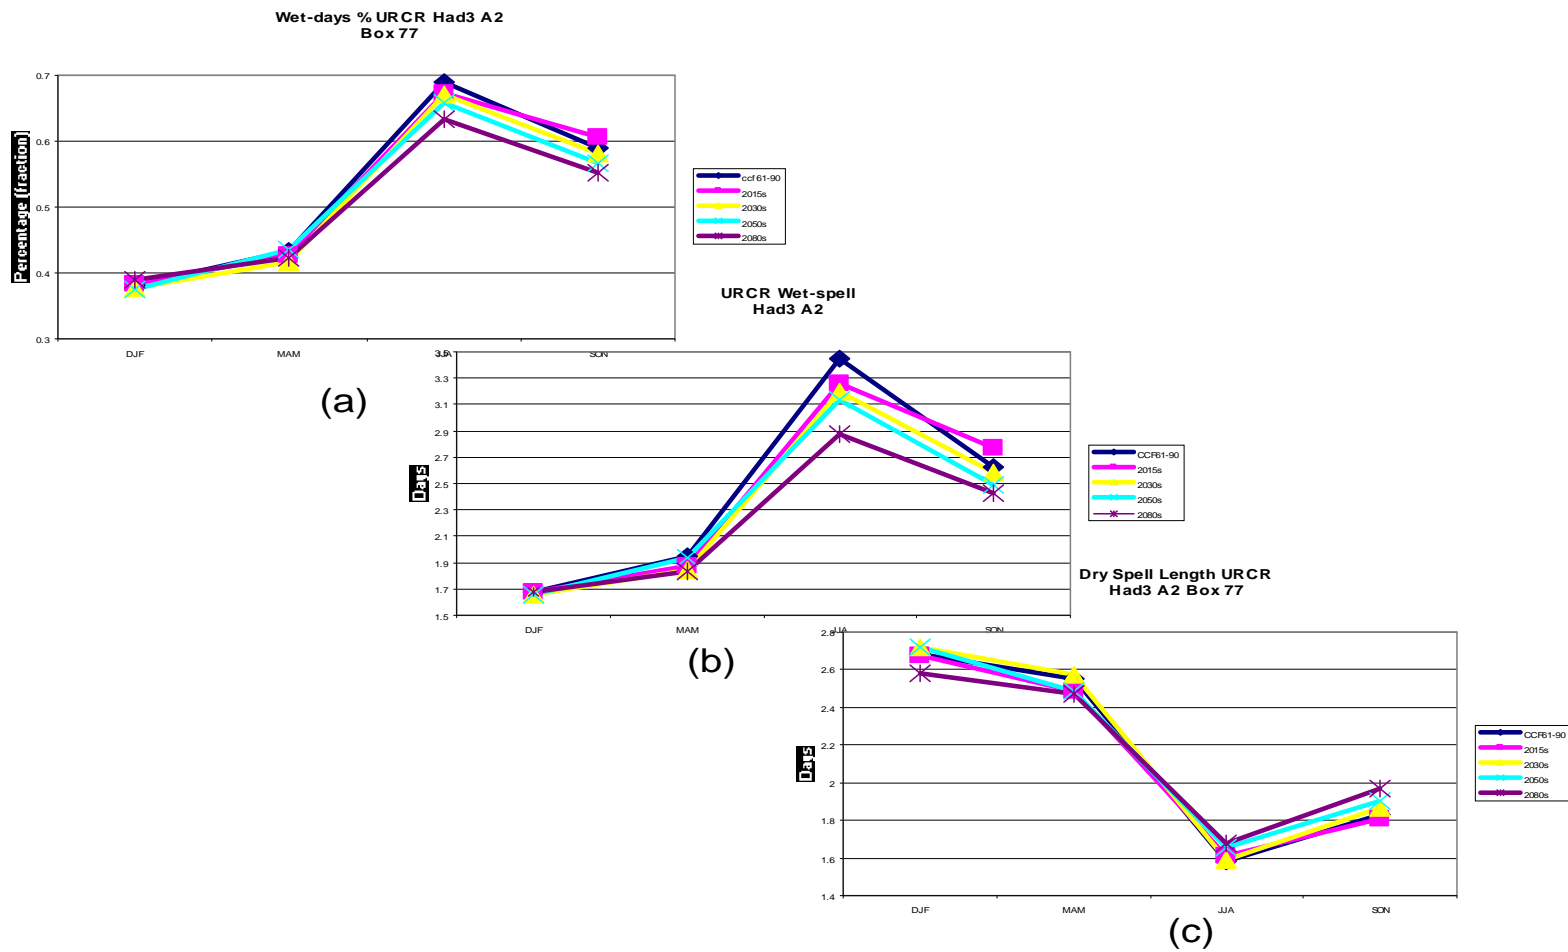 Wet-days % URCR Had3 A2
Box 77
Percentage (fraction)
0.7
0.6
0.5
0.4
0.3
DJF
MAM
JJA
SON
ccf 61-90
2015s
2030s
2050s
2080s
(a)
URCR Wet-spell
Had3 A2
Days
3.5
3.3
3.1
2.9
2.7
2.5
2.3
2.1
1.9
1.7
1.5
DJF
MAM
JJA
SON
CCF61-90
2015s
2030s
2050s
2080s
(b)
Dry Spell Length URCR
Had3 A2 Box 77
Days
2.8
2.6
2.4
2.2
2
1.8
1.6
1.4
DJF
MAM
JJA
SON
CCF61-90
2015s
2030s
2050s
2080s
(c)